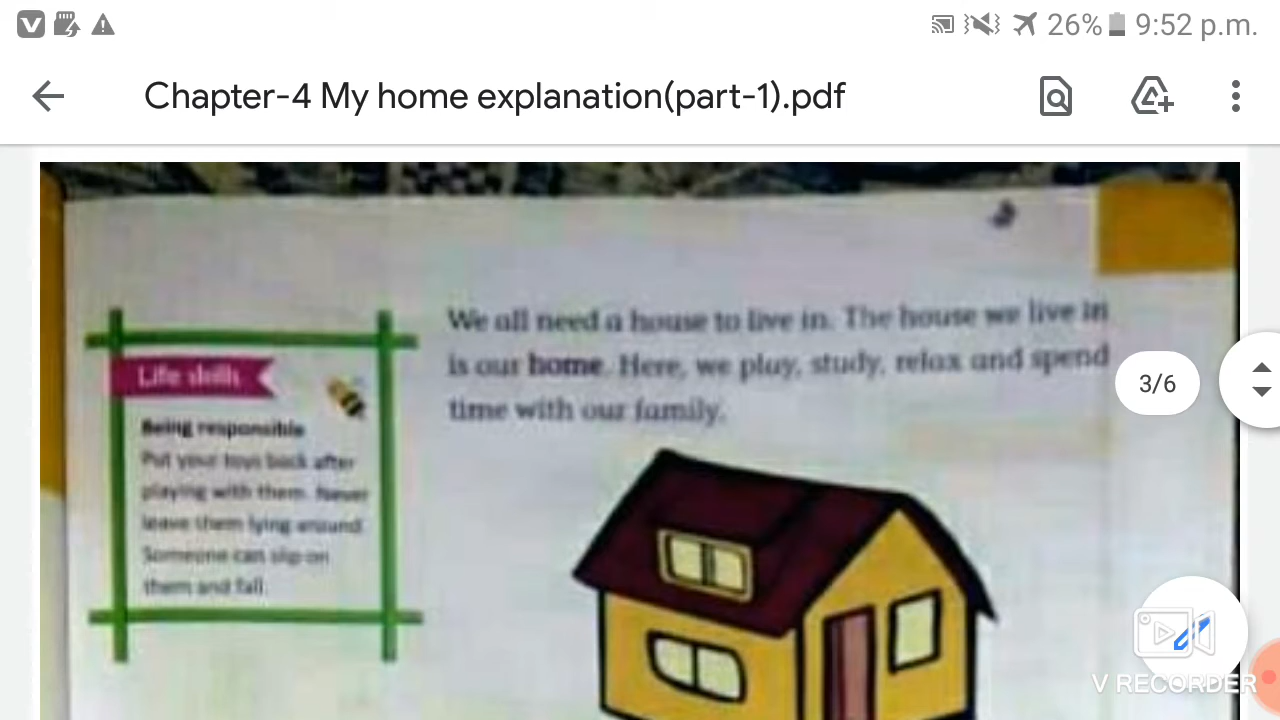 26% 9:52 p.m.
Chapter-4 My home explanation(part-1).pdf
We all need a house to live in. The house we live in
is our home. Here, we play, study, relax and spend
time with our family.
3/6
Life skills
Being responsible
Put your toys back after
playing with them. Never
leave them lying around.
Someone can slip on
them and fall.
V RECORDER